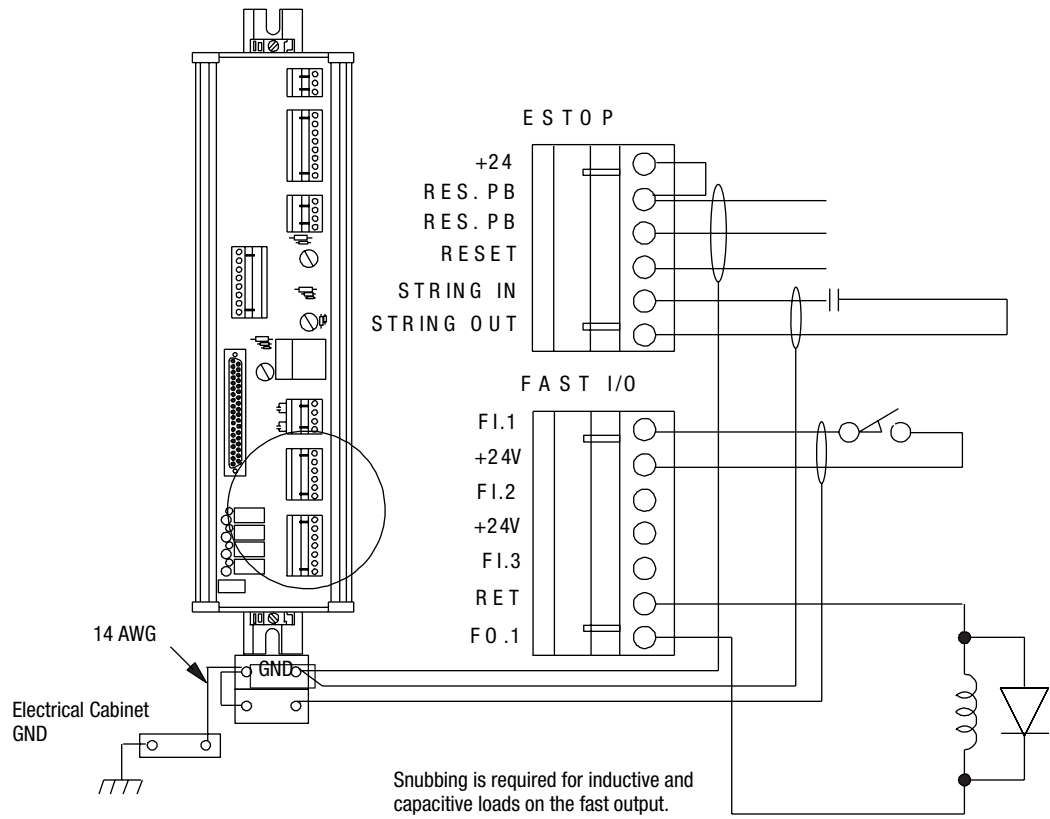 ESTOP
+24
RES. PB
RES. PB
RESET
STRING IN
STRING OUT
FAST I/O
FI.1
+24V
FI.2
+24V
FI.3
RET
FO.1
14 AWG
GND
Electrical Cabinet
GND
Snubbing is required for inductive and
capacitive loads on the fast output.